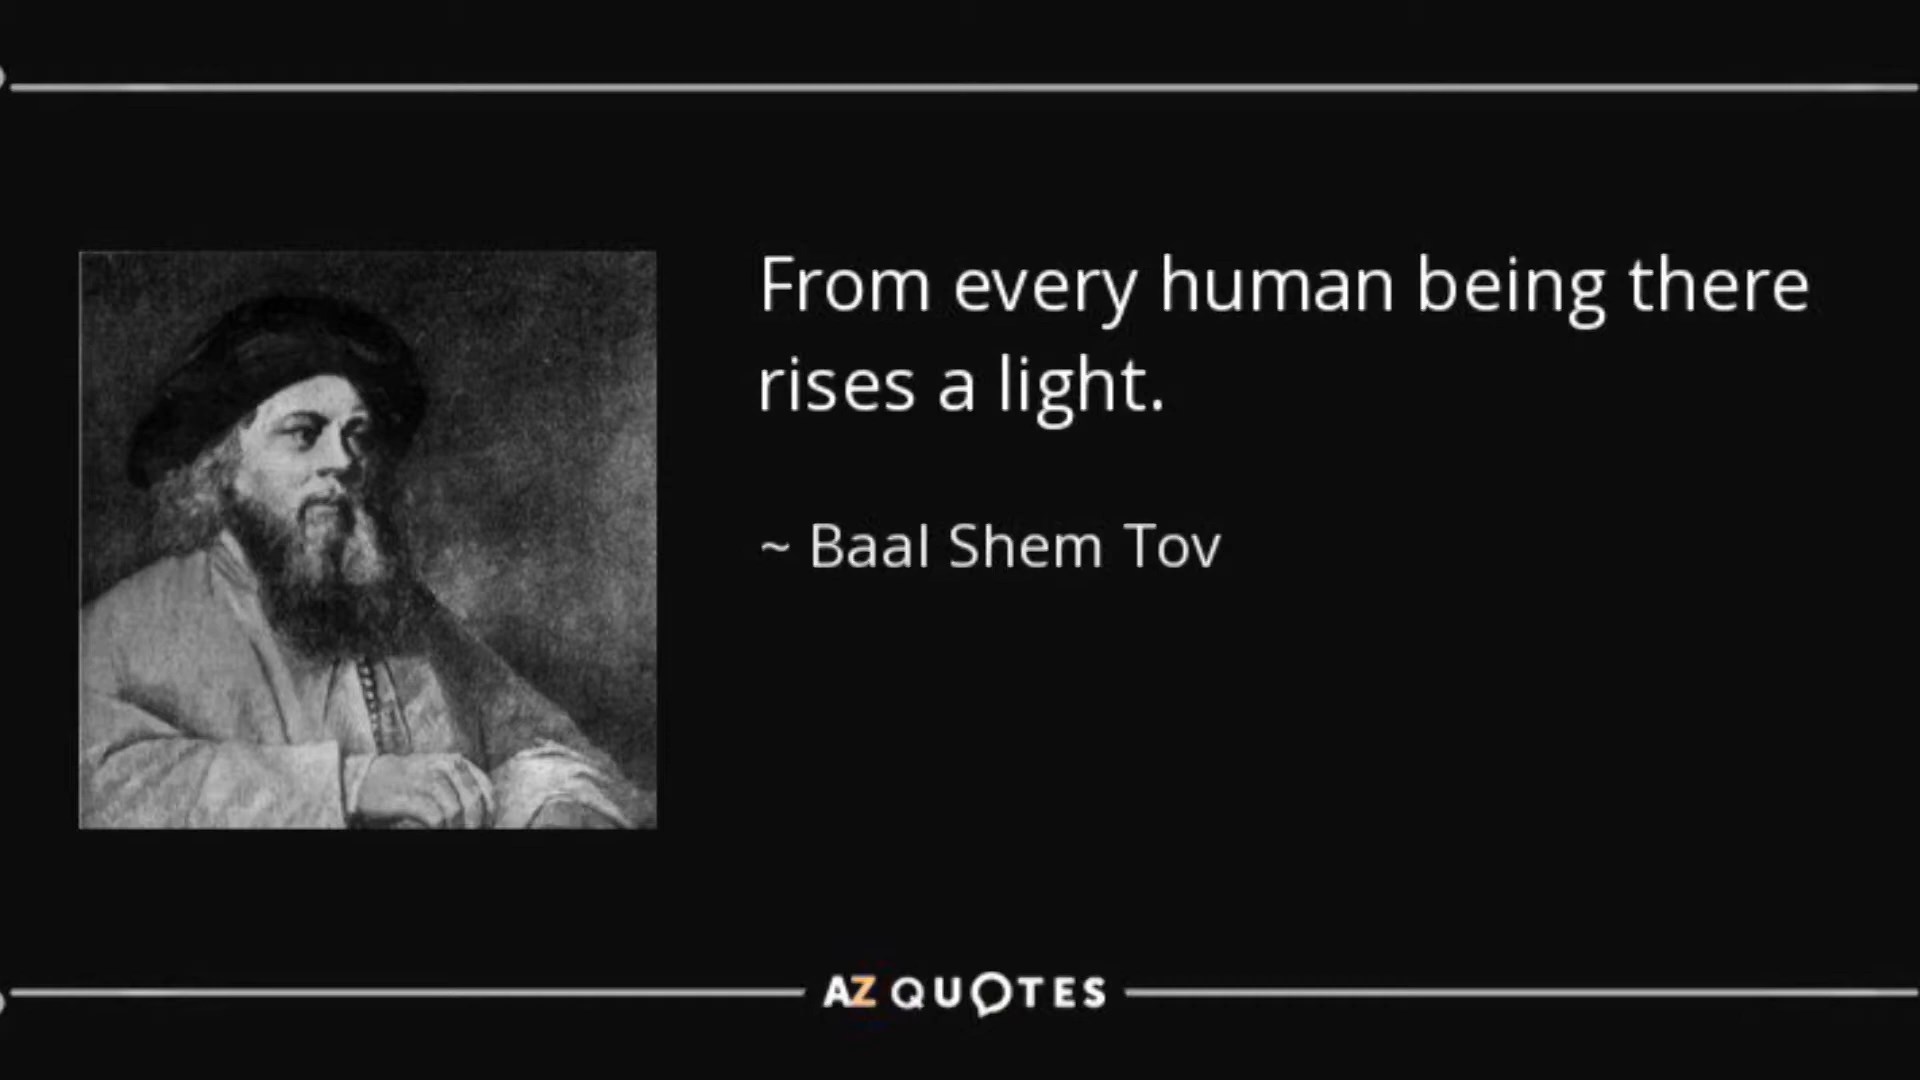 From every human being there
rises a light.
~ Baal Shem Tov
AZ QUOTES